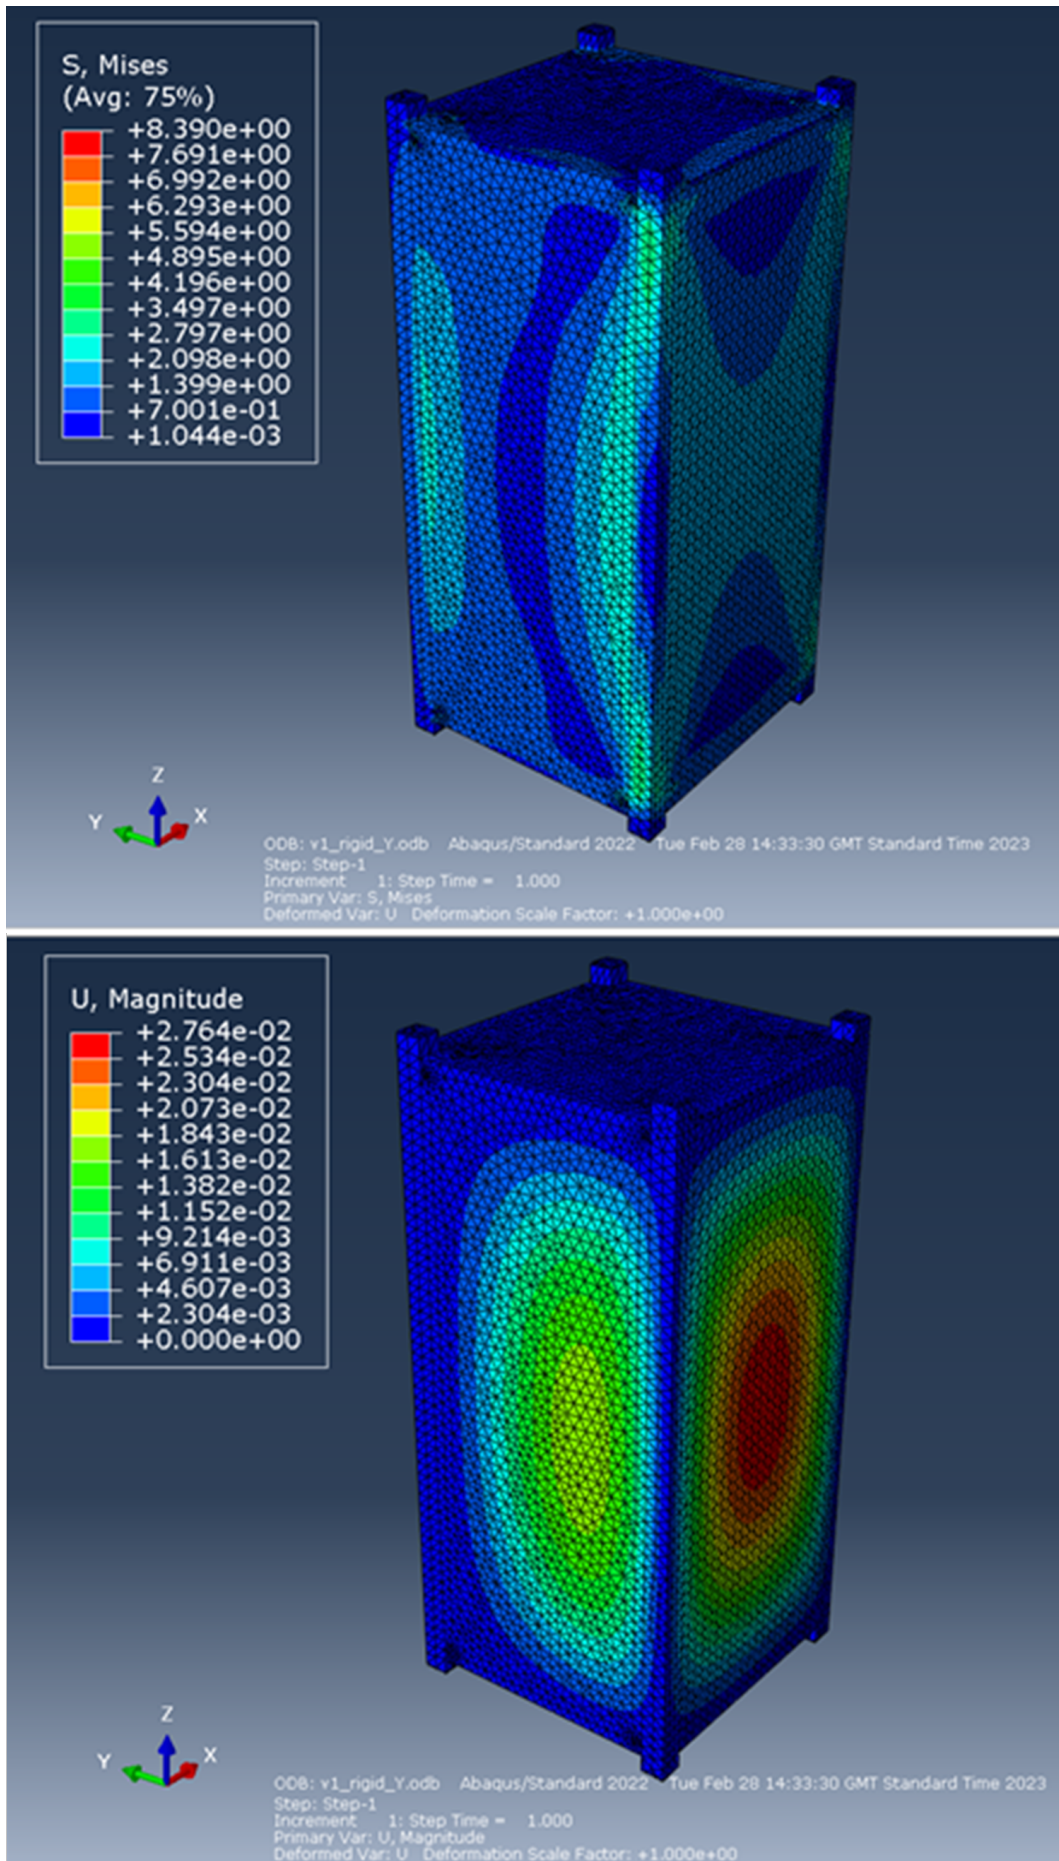 S, Mises
(Avg: 75%)
+8.390e+00
+7.691e+00
+6.992e+00
+6.293e+00
+5.594e+00
+4.895e+00
+4.196e+00
+3.497e+00
+2.797e+00
+2.098e+00
+1.399e+00
+7.001e-01
+1.044e-03
Z
Y
X
ODB: v1_rigid_Y.odb Abaqus/Standard 2022 Tue Feb 28 14:33:30 GMT Standard Time 2023
Step: Step-1
Increment 1: Step Time = 1.000
Primary Var: S, Mises
Deformed Var: U Deformation Scale Factor: +1.000e+00
U, Magnitude
+2.764e-02
+2.534e-02
+2.304e-02
+2.073e-02
+1.843e-02
+1.613e-02
+1.382e-02
+1.152e-02
+9.214e-03
+6.911e-03
+4.607e-03
+2.304e-03
+0.000e+00
Z
Y
X
ODB: v1_rigid_Y.odb Abaqus/Standard 2022 Tue Feb 28 14:33:30 GMT Standard Time 2023
Step: Step-1
Increment 1: Step Time = 1.000
Primary Var: U, Magnitude
Deformed Var: U Deformation Scale Factor: +1.000e+00